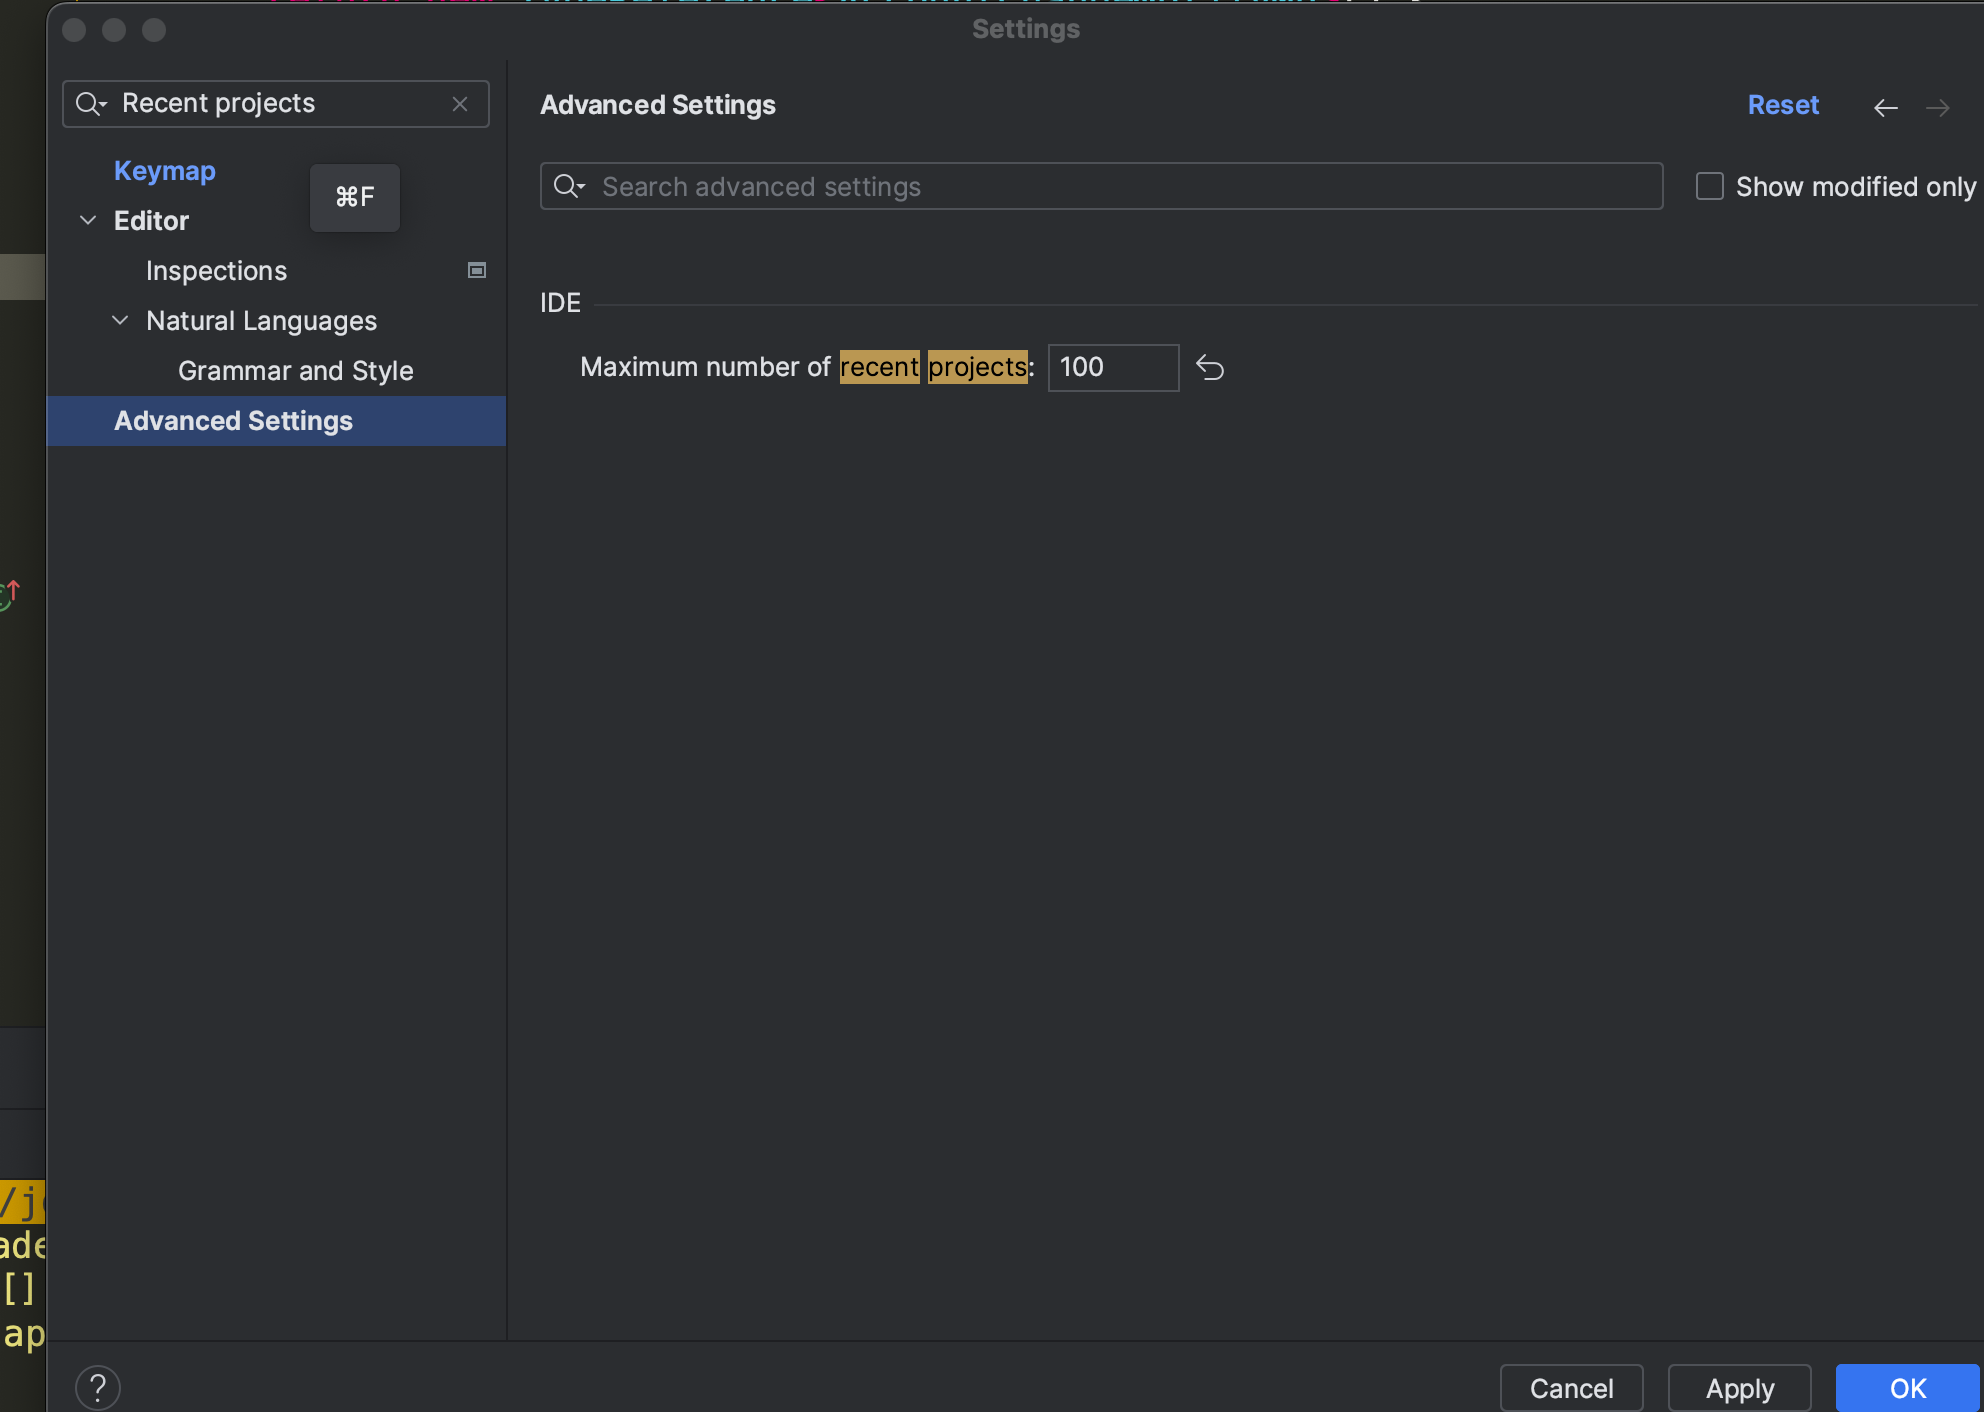 Settings
Recent projects
Keymap
⌘F
Editor
Inspections
Natural Languages
Grammar and Style
Advanced Settings
Advanced Settings
Reset
Search advanced settings
Show modified only
IDE
Maximum number of recent projects: 100
/j
ade
[]
ap
?
Cancel
Apply
OK